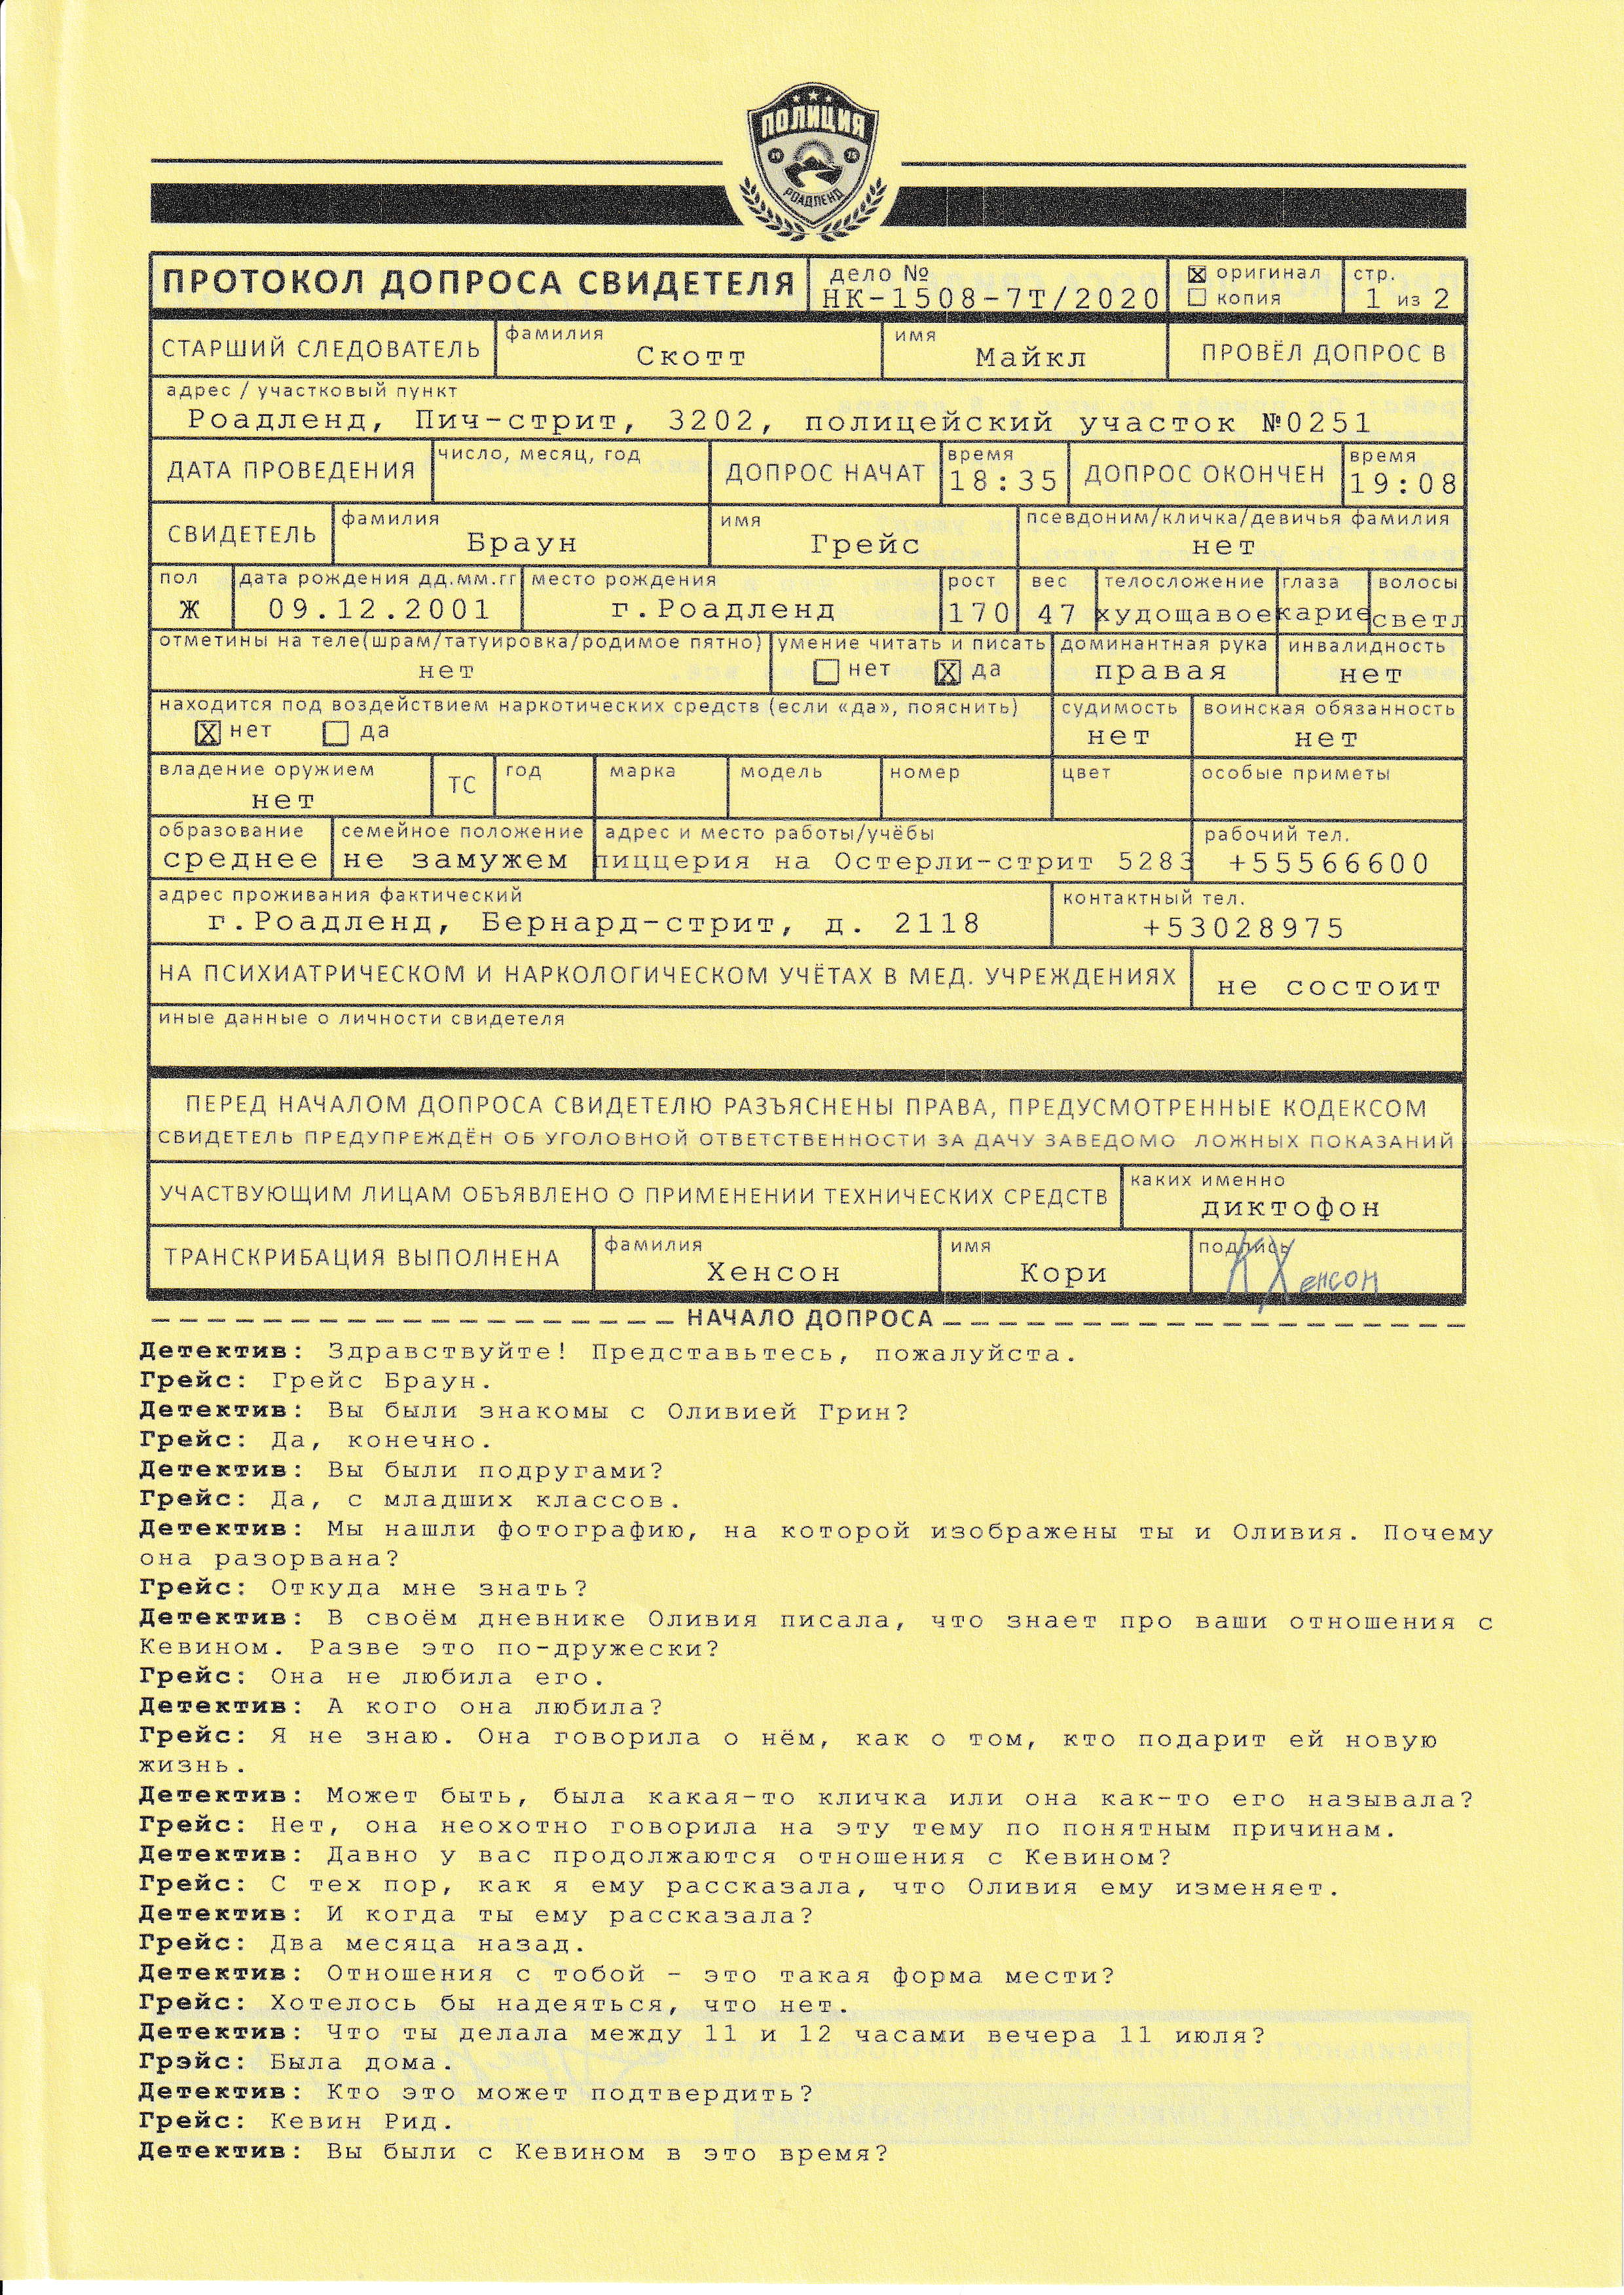 ПОЛИЦИЯ
19 78
РОАДЛЕНД
ПРОТОКОЛ ДОПРОСА СВИДЕТЕЛЯ
дело №
НК-1508-7Т/2020
☒ оригинал
☐ копия
стр.
1 из 2
СТАРШИЙ СЛЕДОВАТЕЛЬ
фамилия
Скотт
имя
Майкл
ПРОВЁЛ ДОПРОС В
адрес / участковый пункт
Роадленд, Пич-стрит, 3202, полицейский участок №0251
ДАТА ПРОВЕДЕНИЯ
число, месяц, год
ДОПРОС НАЧАТ
время
18:35
ДОПРОС ОКОНЧЕН
время
19:08
СВИДЕТЕЛЬ
фамилия
Браун
имя
Грейс
псевдоним/кличка/девичья фамилия
нет
пол
Ж
дата рождения дд.мм.гг
09.12.2001
место рождения
г.Роадленд
рост
170
вес
47
телосложение
худощавое
глаза
карие
волосы
светл
отметины на теле(шрам/татуировка/родимое пятно)
нет
умение читать и писать
☐ нет ☒ да
доминантная рука
правая
инвалидность
нет
находится под воздействием наркотических средств (если «да», пояснить)
☒ нет ☐ да
судимость
нет
воинская обязанность
нет
владение оружием
нет
ТС
год
марка
модель
номер
цвет
особые приметы
образование
среднее
семейное положение
не замужем
адрес и место работы/учёбы
пиццерия на Остерли-стрит 5283
рабочий тел.
+55566600
адрес проживания фактический
г.Роадленд, Бернард-стрит, д. 2118
контактный тел.
+53028975
НА ПСИХИАТРИЧЕСКОМ И НАРКОЛОГИЧЕСКОМ УЧЁТАХ В МЕД. УЧРЕЖДЕНИЯХ
не состоит
иные данные о личности свидетеля
ПЕРЕД НАЧАЛОМ ДОПРОСА СВИДЕТЕЛЮ РАЗЪЯСНЕНЫ ПРАВА, ПРЕДУСМОТРЕННЫЕ КОДЕКСОМ
СВИДЕТЕЛЬ ПРЕДУПРЕЖДЁН ОБ УГОЛОВНОЙ ОТВЕТСТВЕННОСТИ ЗА ДАЧУ ЗАВЕДОМО ЛОЖНЫХ ПОКАЗАНИЙ
УЧАСТВУЮЩИМ ЛИЦАМ ОБЪЯВЛЕНО О ПРИМЕНЕНИИ ТЕХНИЧЕСКИХ СРЕДСТВ
каких именно
диктофон
ТРАНСКРИБАЦИЯ ВЫПОЛНЕНА
фамилия
Хенсон
имя
Кори
подпись
Хенсон
НАЧАЛО ДОПРОСА
Детектив: Здравствуйте! Представьтесь, пожалуйста.
Грейс: Грейс Браун.
Детектив: Вы были знакомы с Оливией Грин?
Грейс: Да, конечно.
Детектив: Вы были подругами?
Грейс: Да, с младших классов.
Детектив: Мы нашли фотографию, на которой изображены ты и Оливия. Почему
она разорвана?
Грейс: Откуда мне знать?
Детектив: В своём дневнике Оливия писала, что знает про ваши отношения с
Кевином. Разве это по-дружески?
Грейс: Она не любила его.
Детектив: А кого она любила?
Грейс: Я не знаю. Она говорила о нём, как о том, кто подарит ей новую
жизнь.
Детектив: Может быть, была какая-то кличка или она как-то его называла?
Грейс: Нет, она неохотно говорила на эту тему по понятным причинам.
Детектив: Давно у вас продолжаются отношения с Кевином?
Грейс: С тех пор, как я ему рассказала, что Оливия ему изменяет.
Детектив: И когда ты ему рассказала?
Грейс: Два месяца назад.
Детектив: Отношения с тобой - это такая форма мести?
Грейс: Хотелось бы надеяться, что нет.
Детектив: Что ты делала между 11 и 12 часами вечера 11 июля?
Грэйс: Была дома.
Детектив: Кто это может подтвердить?
Грейс: Кевин Рид.
Детектив: Вы были с Кевином в это время?